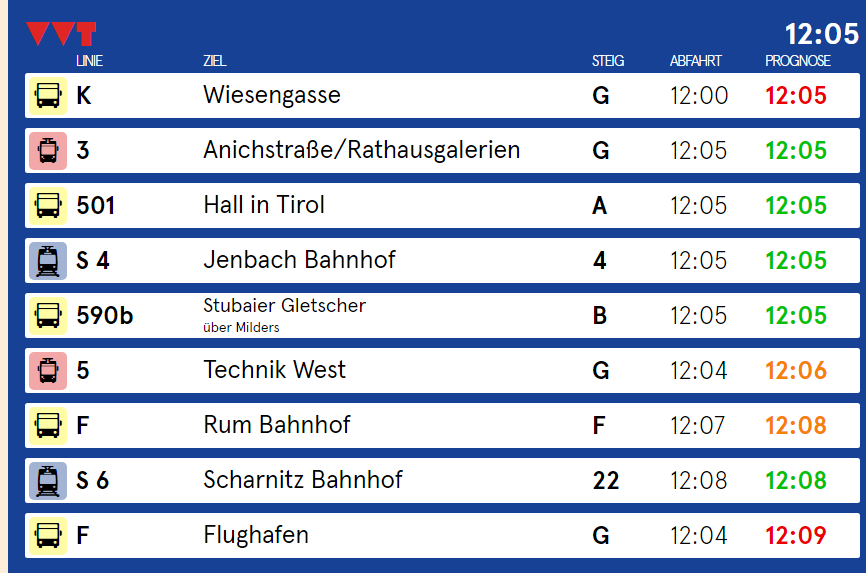 VVT 12:05
LINIE ZIEL STEIG ABFAHRT PROGNOSE
K Wiesengasse G 12:00 12:05
3 Anichstraße/Rathausgalerien G 12:05 12:05
501 Hall in Tirol A 12:05 12:05
S 4 Jenbach Bahnhof 4 12:05 12:05
590b Stubaier Gletscher B 12:05 12:05
über Milders
5 Technik West G 12:04 12:06
F Rum Bahnhof F 12:07 12:08
S 6 Scharnitz Bahnhof 22 12:08 12:08
F Flughafen G 12:04 12:09